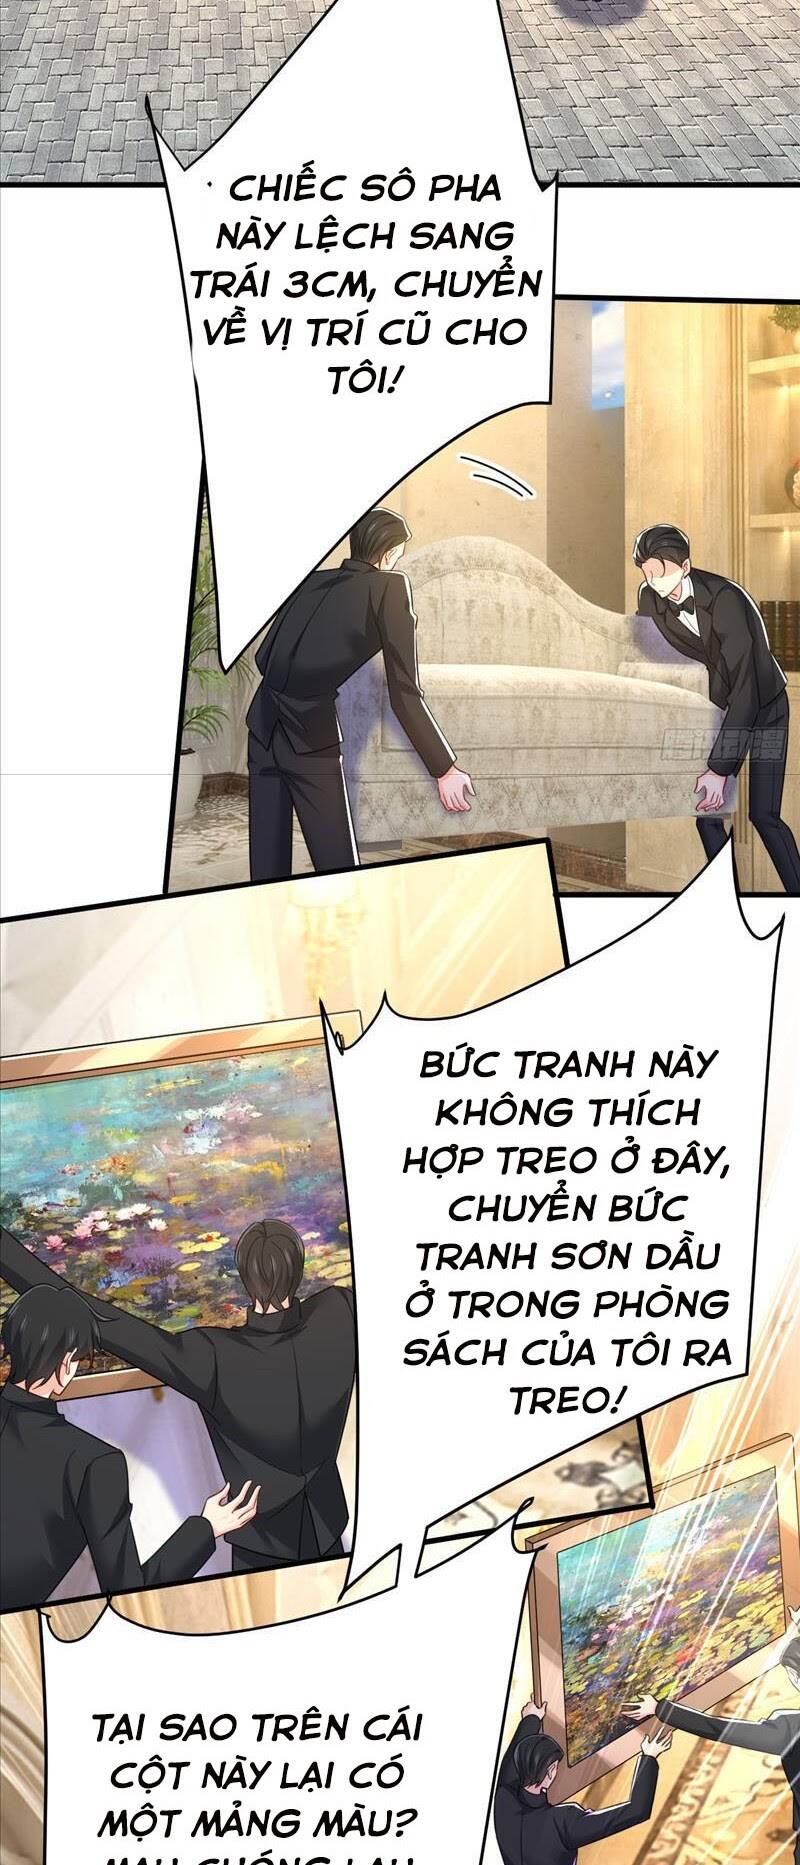 CHIẾC SÔ PHA
NÀY LỆCH SANG
TRÁI 3CM, CHUYỂN
VỀ VỊ TRÍ CŨ CHO
TÔI!
BỨC TRANH NÀY
KHÔNG THÍCH
HỢP TREO Ở ĐÂY,
CHUYỂN BỨC
TRANH SƠN DẦU
Ở TRONG PHÒNG
SÁCH CỦA TÔI RA
TREO!
TẠI SAO TRÊN CÁI
CỘT NÀY LẠI CÓ
MỘT MẢNG MÀU?